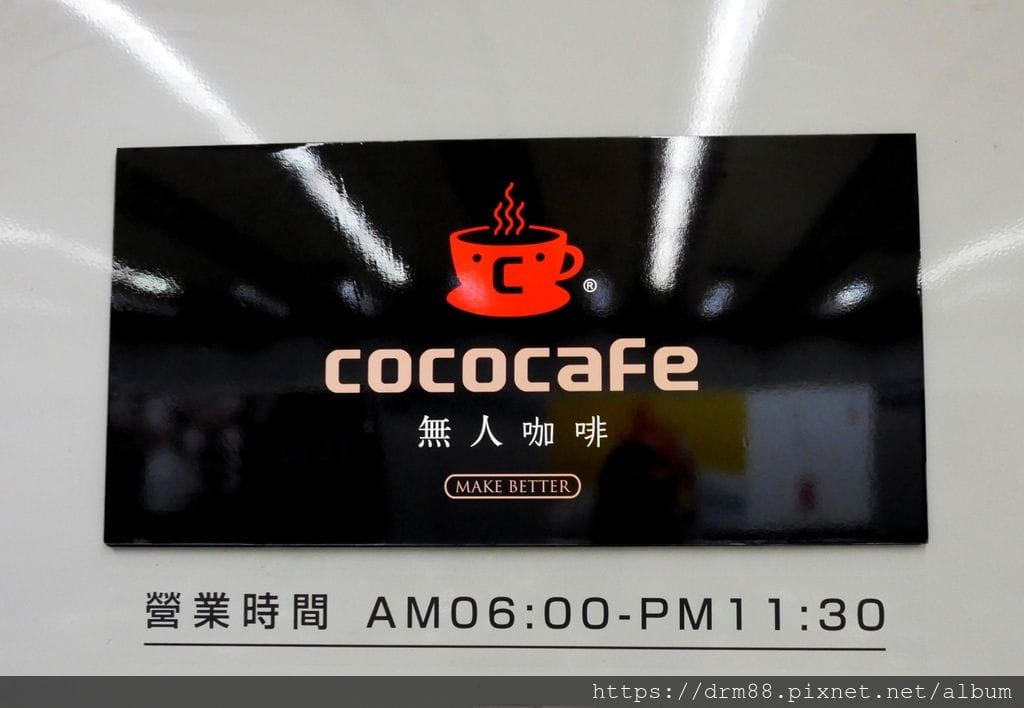 C
®
cococafe
無人咖啡
MAKE BETTER
營業時間 AM06:00-PM11:30
https://drm88.pixnet.net/album